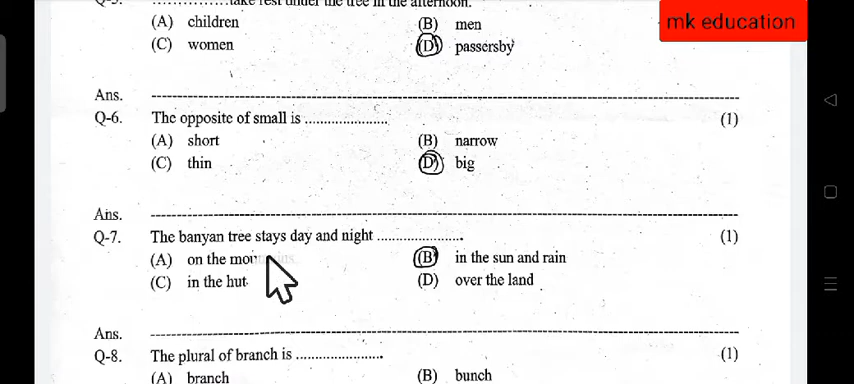 mk education
...............take rest under the tree in the afternoon.
(A) children (B) men
(C) women (D) passersby
Ans.
Q-6. The opposite of small is ..................... (1)
(A) short (B) narrow
(C) thin (D) big
Ans.
Q-7. The banyan tree stays day and night ...................... (1)
(A) on the (B) in the sun and rain
(C) in the hut (D) over the land
Ans.
Q-8. The plural of branch is ...................... (1)
(A) branch (B) bunch